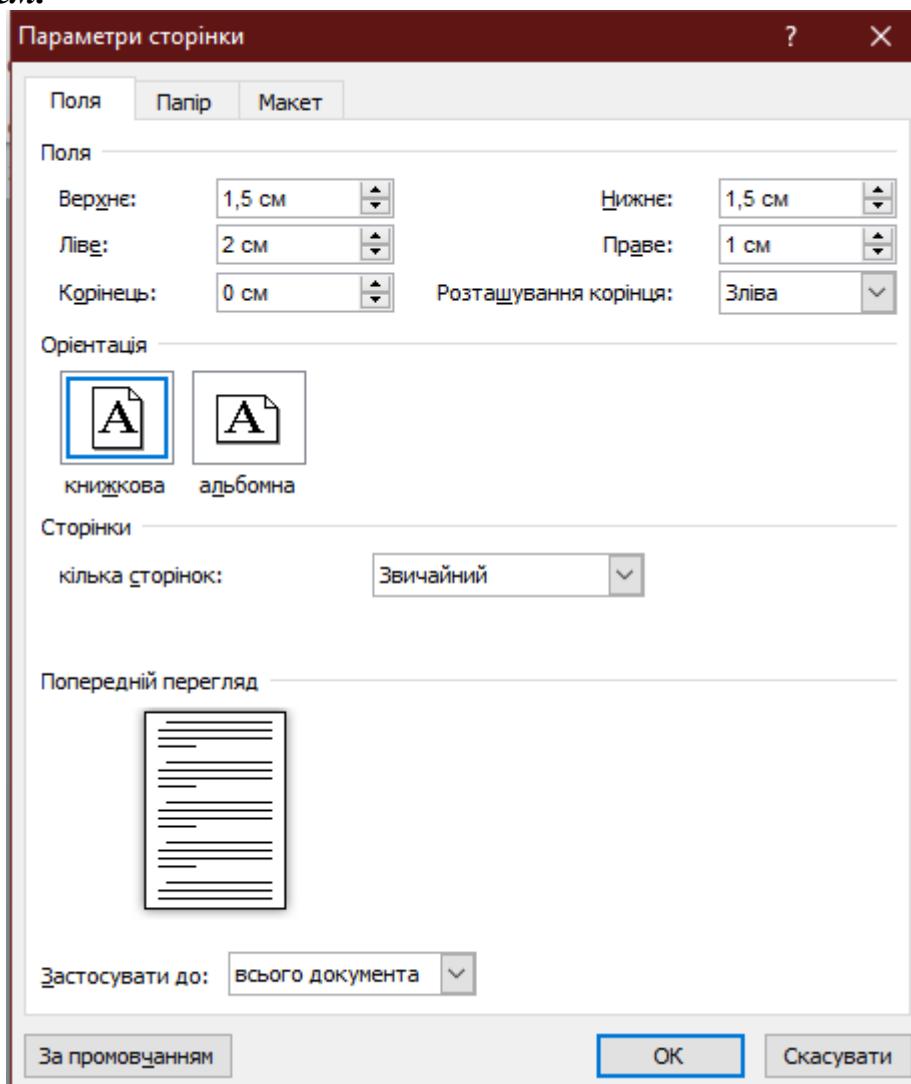 Параметри сторінки ?
Поля Папір Макет
Поля
Верхнє: 1,5 см Нижнє: 1,5 см
Ліве: 2 см Праве: 1 см
Корінець: 0 см Розташування корінця: Зліва
Орієнтація
A A
книжкова альбомна
Сторінки
кілька сторінок: Звичайний
Попередній перегляд
Застосувати до: всього документа
За промовчанням ОК Скасувати